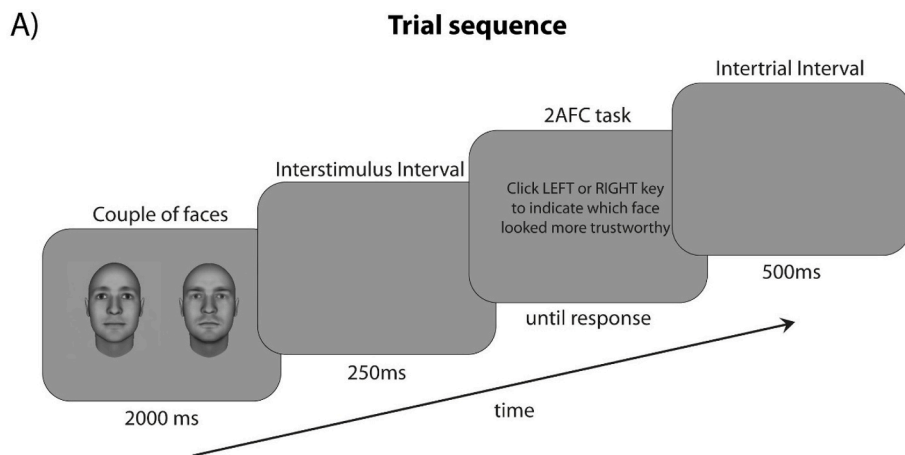 A)
Trial sequence
Couple of faces
2000 ms
Interstimulus Interval
250ms
2AFC task
Click LEFT or RIGHT key
to indicate which face
looked more trustworthy
until response
Intertrial Interval
500ms
time